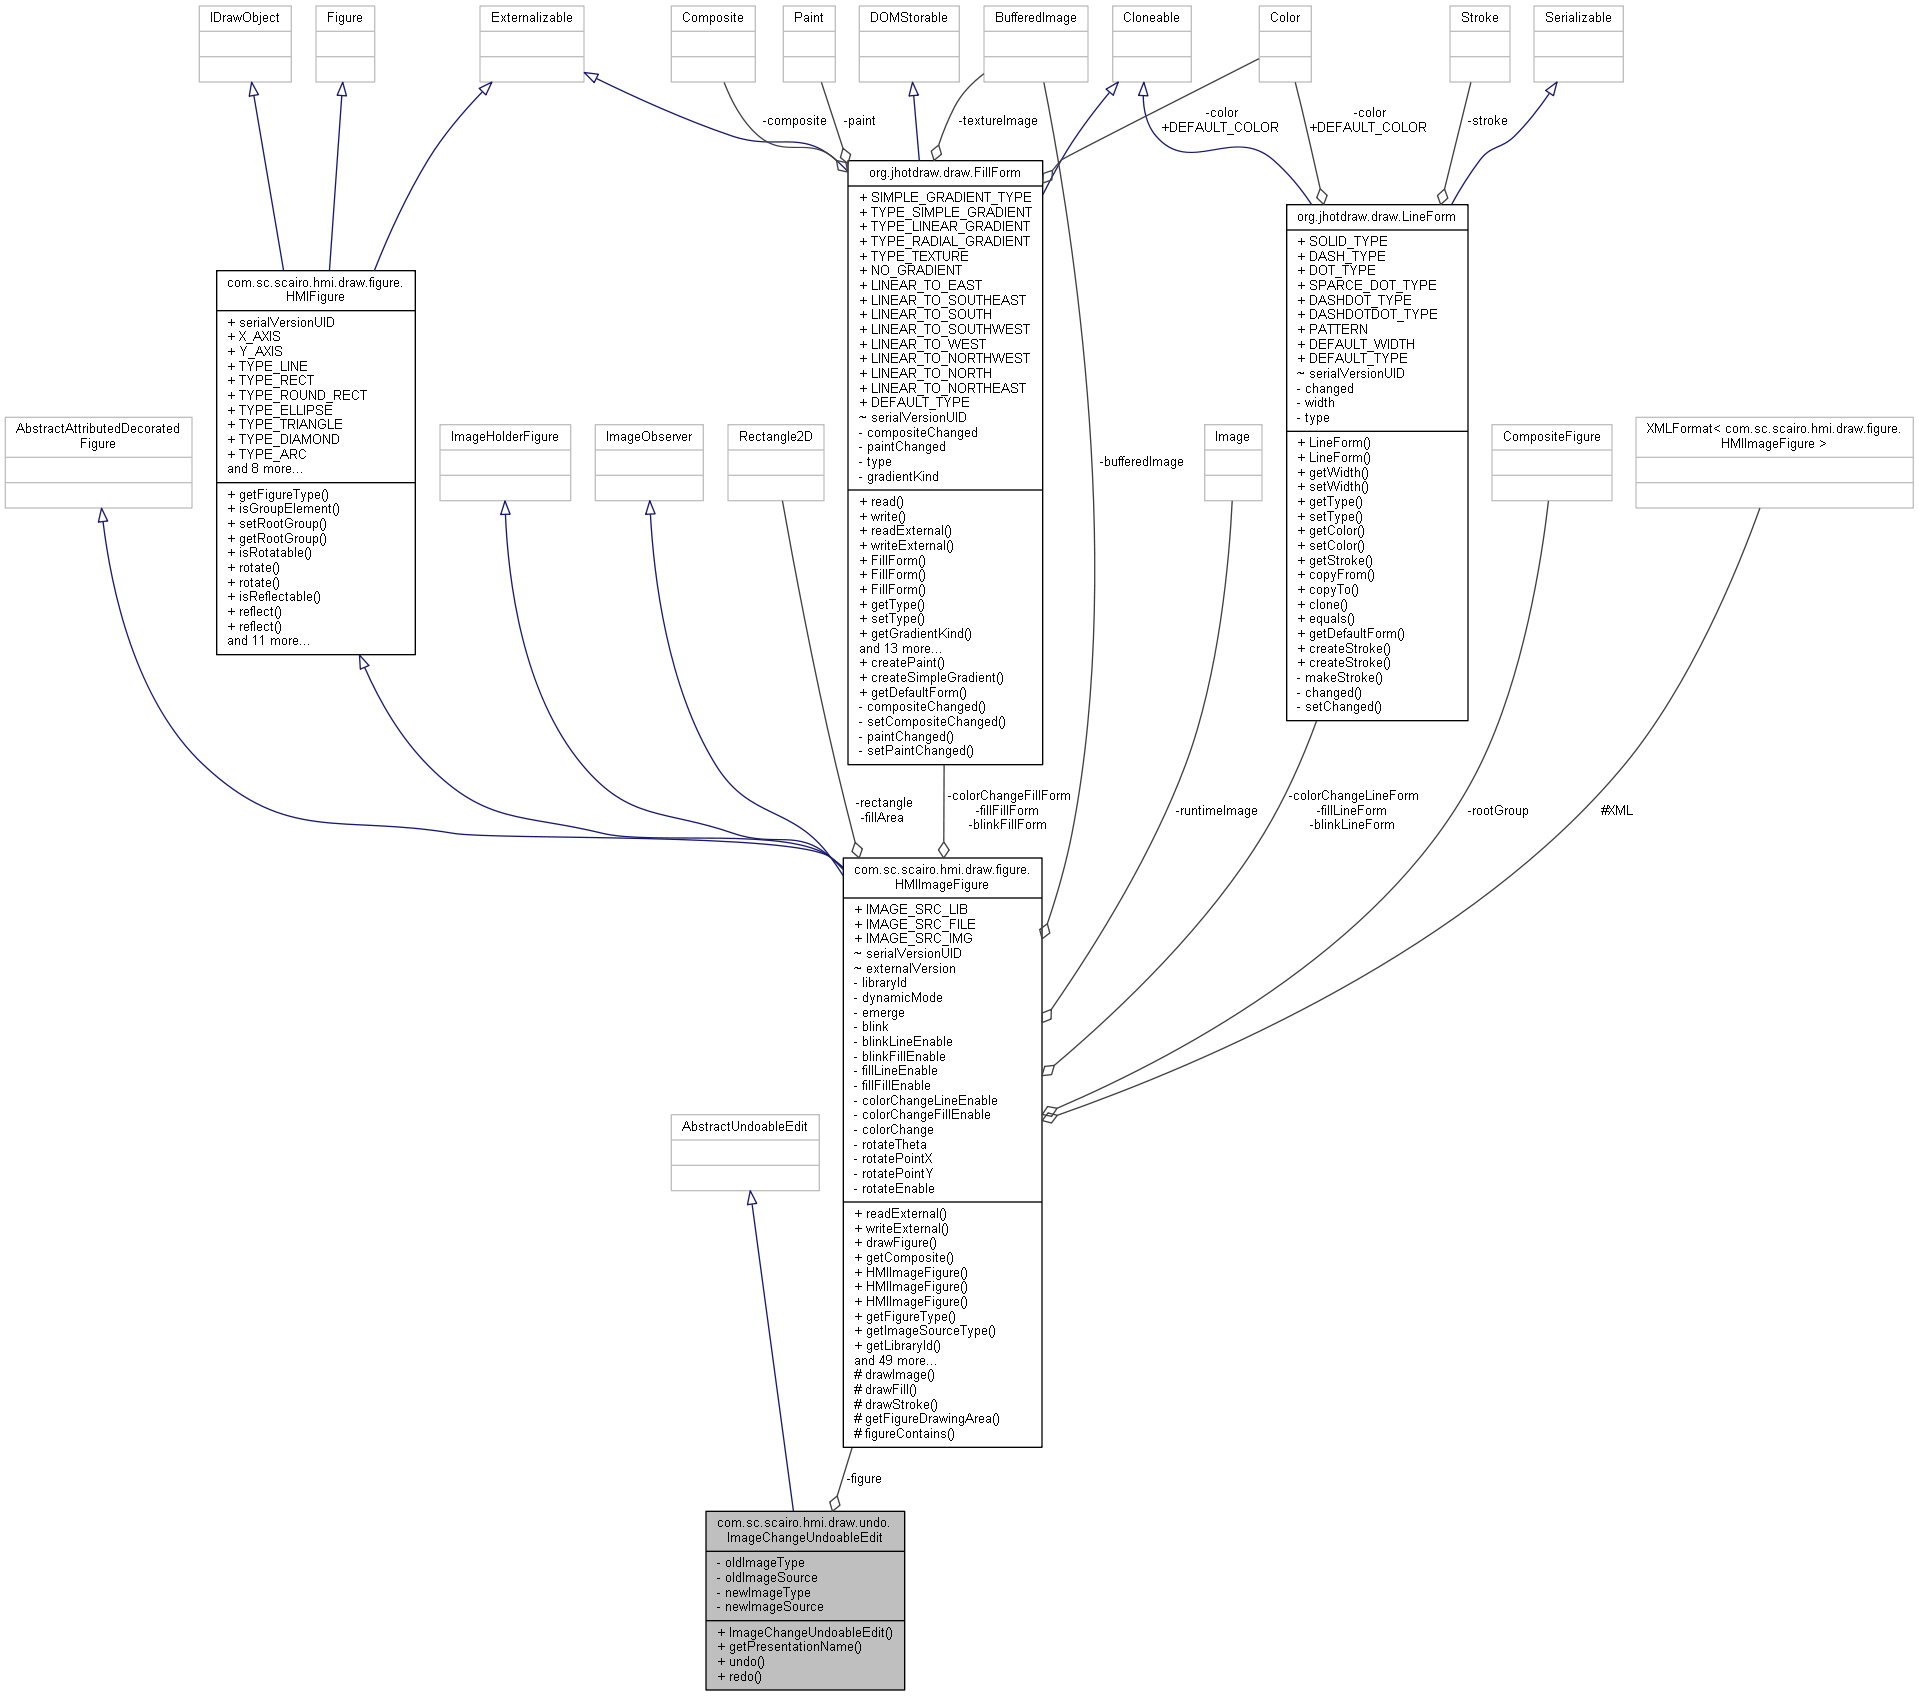 IDrawObject
Figure
Externalizable
Composite
Paint
DOMStorable
BufferedImage
Cloneable
Color
Stroke
Serializable
-composite
-paint
-textureImage
-color
+DEFAULT_COLOR
-color
+DEFAULT_COLOR
-stroke
org.jhotdraw.draw.FillForm
+ SIMPLE_GRADIENT_TYPE
+ TYPE_SIMPLE_GRADIENT
+ TYPE_LINEAR_GRADIENT
+ TYPE_RADIAL_GRADIENT
+ TYPE_TEXTURE
+ NO_GRADIENT
+ LINEAR_TO_EAST
+ LINEAR_TO_SOUTHEAST
+ LINEAR_TO_SOUTH
+ LINEAR_TO_SOUTHWEST
+ LINEAR_TO_WEST
+ LINEAR_TO_NORTHWEST
+ LINEAR_TO_NORTH
+ LINEAR_TO_NORTHEAST
+ DEFAULT_TYPE
~ serialVersionUID
- compositeChanged
- paintChanged
- type
- gradientKind
+ read()
+ write()
+ readExternal()
+ writeExternal()
+ FillForm()
+ FillForm()
+ FillForm()
+ getType()
+ setType()
+ getGradientKind()
and 13 more...
+ createPaint()
+ createSimpleGradient()
+ getDefaultForm()
- compositeChanged()
- setCompositeChanged()
- paintChanged()
- setPaintChanged()
org.jhotdraw.draw.LineForm
+ SOLID_TYPE
+ DASH_TYPE
+ DOT_TYPE
+ SPARCE_DOT_TYPE
+ DASHDOT_TYPE
+ DASHDOTDOT_TYPE
+ PATTERN
+ DEFAULT_WIDTH
+ DEFAULT_TYPE
~ serialVersionUID
- changed
- width
- type
+ LineForm()
+ LineForm()
+ getWidth()
+ setWidth()
+ getType()
+ setType()
+ getColor()
+ setColor()
+ getStroke()
+ copyFrom()
+ copyTo()
+ clone()
+ equals()
+ getDefaultForm()
+ createStroke()
+ createStroke()
- makeStroke()
- changed()
- setChanged()
com.sc.scairo.hmi.draw.figure.
HMIFigure
+ serialVersionUID
+ X_AXIS
+ Y_AXIS
+ TYPE_LINE
+ TYPE_RECT
+ TYPE_ROUND_RECT
+ TYPE_ELLIPSE
+ TYPE_TRIANGLE
+ TYPE_DIAMOND
+ TYPE_ARC
and 8 more...
+ getFigureType()
+ isGroupElement()
+ setRootGroup()
+ getRootGroup()
+ isRotatable()
+ rotate()
+ rotate()
+ isReflectable()
+ reflect()
+ reflect()
and 11 more...
AbstractAttributedDecorated
Figure
ImageHolderFigure
ImageObserver
Rectangle2D
-bufferedImage
Image
CompositeFigure
XMLFormat< com.sc.scairo.hmi.draw.figure.
HMIImageFigure >
-rectangle
-fillArea
-colorChangeFillForm
-fillFillForm
-blinkFillForm
-runtimeImage
-colorChangeLineForm
-fillLineForm
-blinkLineForm
-rootGroup
#XML
com.sc.scairo.hmi.draw.figure.
HMIImageFigure
+ IMAGE_SRC_LIB
+ IMAGE_SRC_FILE
+ IMAGE_SRC_IMG
~ serialVersionUID
~ externalVersion
- libraryId
- dynamicMode
- emerge
- blink
- blinkLineEnable
- blinkFillEnable
- fillLineEnable
- fillFillEnable
- colorChangeLineEnable
- colorChangeFillEnable
- colorChange
- rotateTheta
- rotatePointX
- rotatePointY
- rotateEnable
+ readExternal()
+ writeExternal()
+ drawFigure()
+ getComposite()
+ HMIImageFigure()
+ HMIImageFigure()
+ HMIImageFigure()
+ getFigureType()
+ getImageSourceType()
+ getLibraryId()
and 49 more...
# drawImage()
# drawFill()
# drawStroke()
# getFigureDrawingArea()
# figureContains()
AbstractUndoableEdit
-figure
com.sc.scairo.hmi.draw.undo.
ImageChangeUndoableEdit
- oldImageType
- oldImageSource
- newImageType
- newImageSource
+ ImageChangeUndoableEdit()
+ getPresentationName()
+ undo()
+ redo()